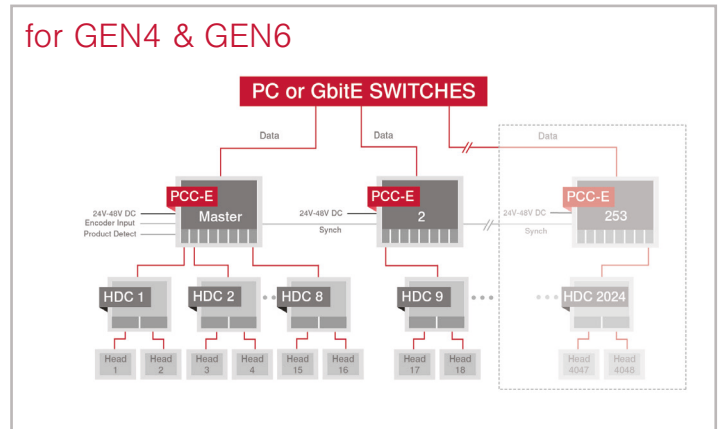 for GEN4 & GEN6
PC or GbitE SWITCHES
Data
Data
Data
PCC-E
Master
PCC-E
2
PCC-E
253
24V-48V DC
Encoder Input
Product Detect
24V-48V DC
Synch
24V-48V DC
Synch
HDC 1
HDC 2
HDC 8
HDC 9
HDC 2024
Head
1
Head
2
Head
3
Head
4
Head
15
Head
16
Head
17
Head
18
Head
4047
Head
4048